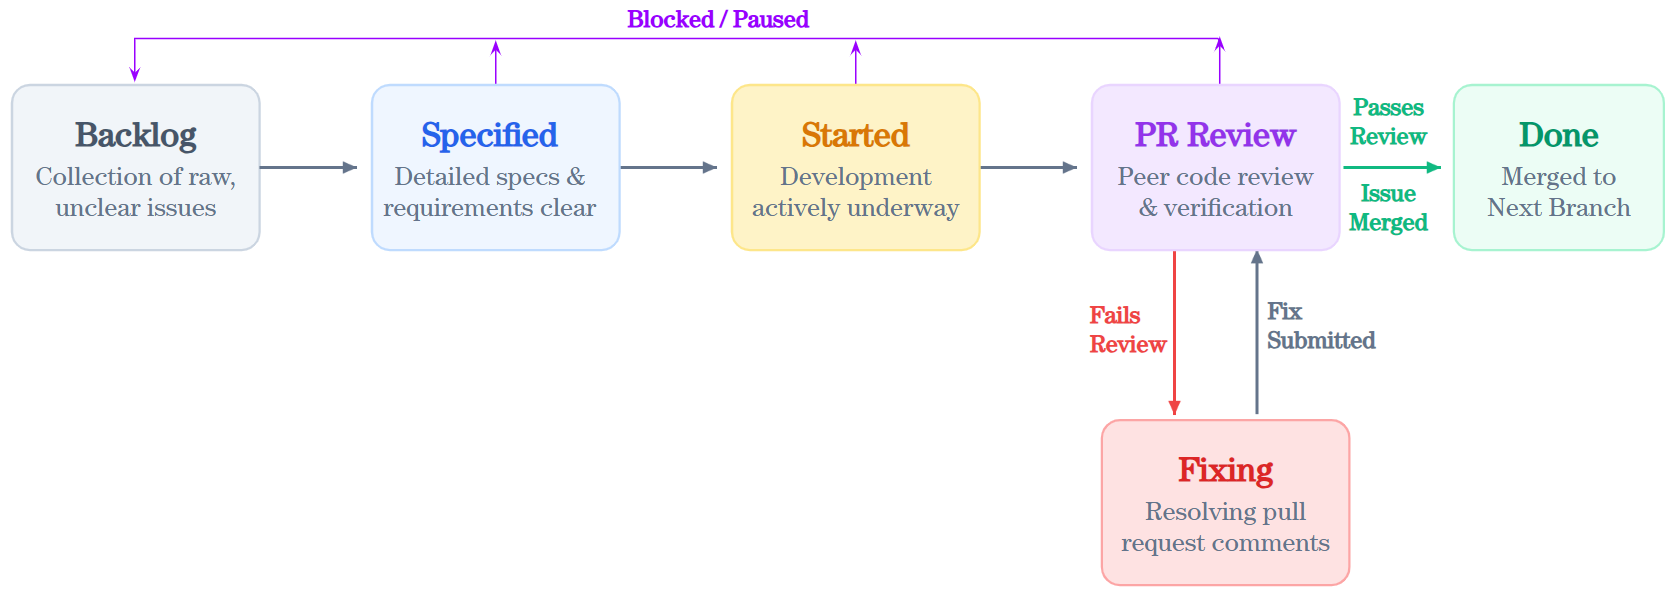 Blocked / Paused
Backlog
Collection of raw,
unclear issues
Specified
Detailed specs &
requirements clear
Started
Development
actively underway
PR Review
Peer code review
& verification
Passes
Review
Issue
Merged
Done
Merged to
Next Branch
Fails
Review
Fix
Submitted
Fixing
Resolving pull
request comments